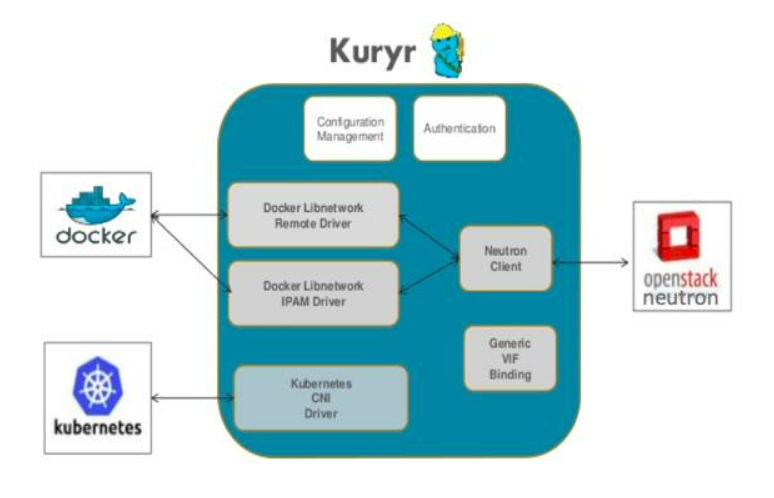 Kuryr
Configuration
Management
Authentication
docker
Docker Libnetwork
Remote Driver
Neutron
Client
openstack
neutron
Docker Libnetwork
IPAM Driver
Generic
VIF
Binding
kubernetes
Kubernetes
CNI
Driver